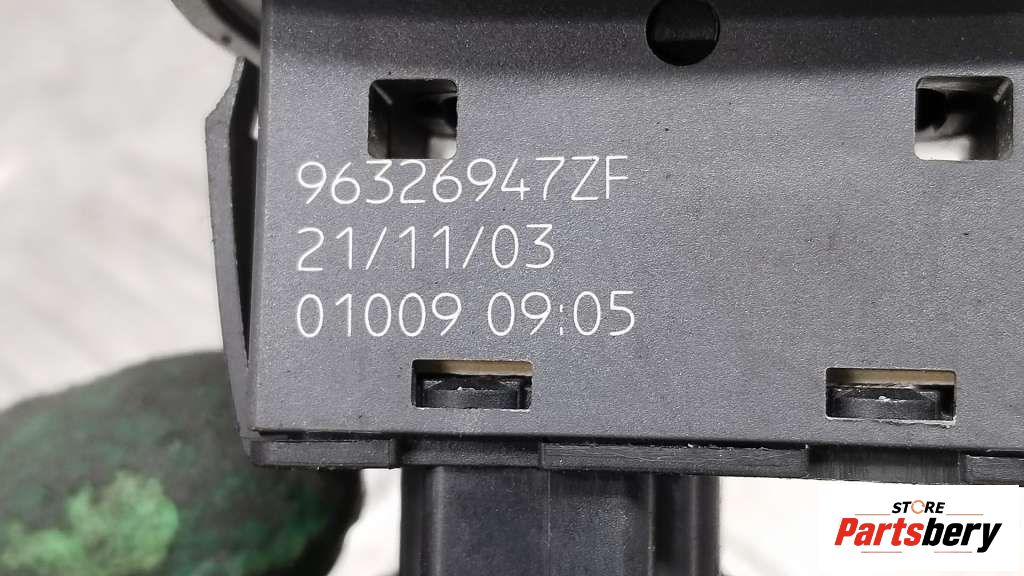 96326947ZF
21/11/03
01009 09:05
STORE
Partsbery